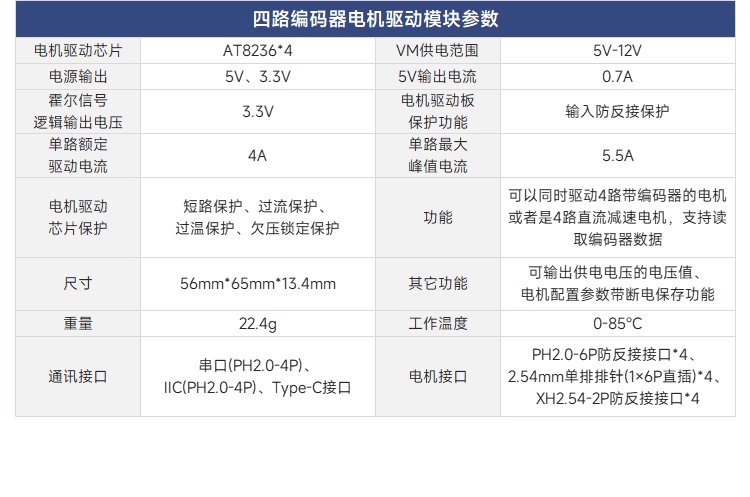 四路编码器电机驱动模块参数
电机驱动芯片
AT8236*4
VM供电范围
5V-12V
电源输出
5V、3.3V
5V输出电流
0.7A
霍尔信号
逻辑输出电压
3.3V
电机驱动板
保护功能
输入防反接保护
单路额定
驱动电流
4A
单路最大
峰值电流
5.5A
电机驱动
芯片保护
短路保护、过流保护、
过温保护、欠压锁定保护
功能
可以同时驱动4路带编码器的电机
或者是4路直流减速电机，支持读
取编码器数据
尺寸
56mm*65mm*13.4mm
其它功能
可输出供电电压的电压值、
电机配置参数带断电保存功能
重量
22.4g
工作温度
0-85℃
通讯接口
串口(PH2.0-4P)、
IIC(PH2.0-4P)、Type-C接口
电机接口
PH2.0-6P防反接接口*4、
2.54mm单排排针(1×6P直插)*4、
XH2.54-2P防反接接口*4